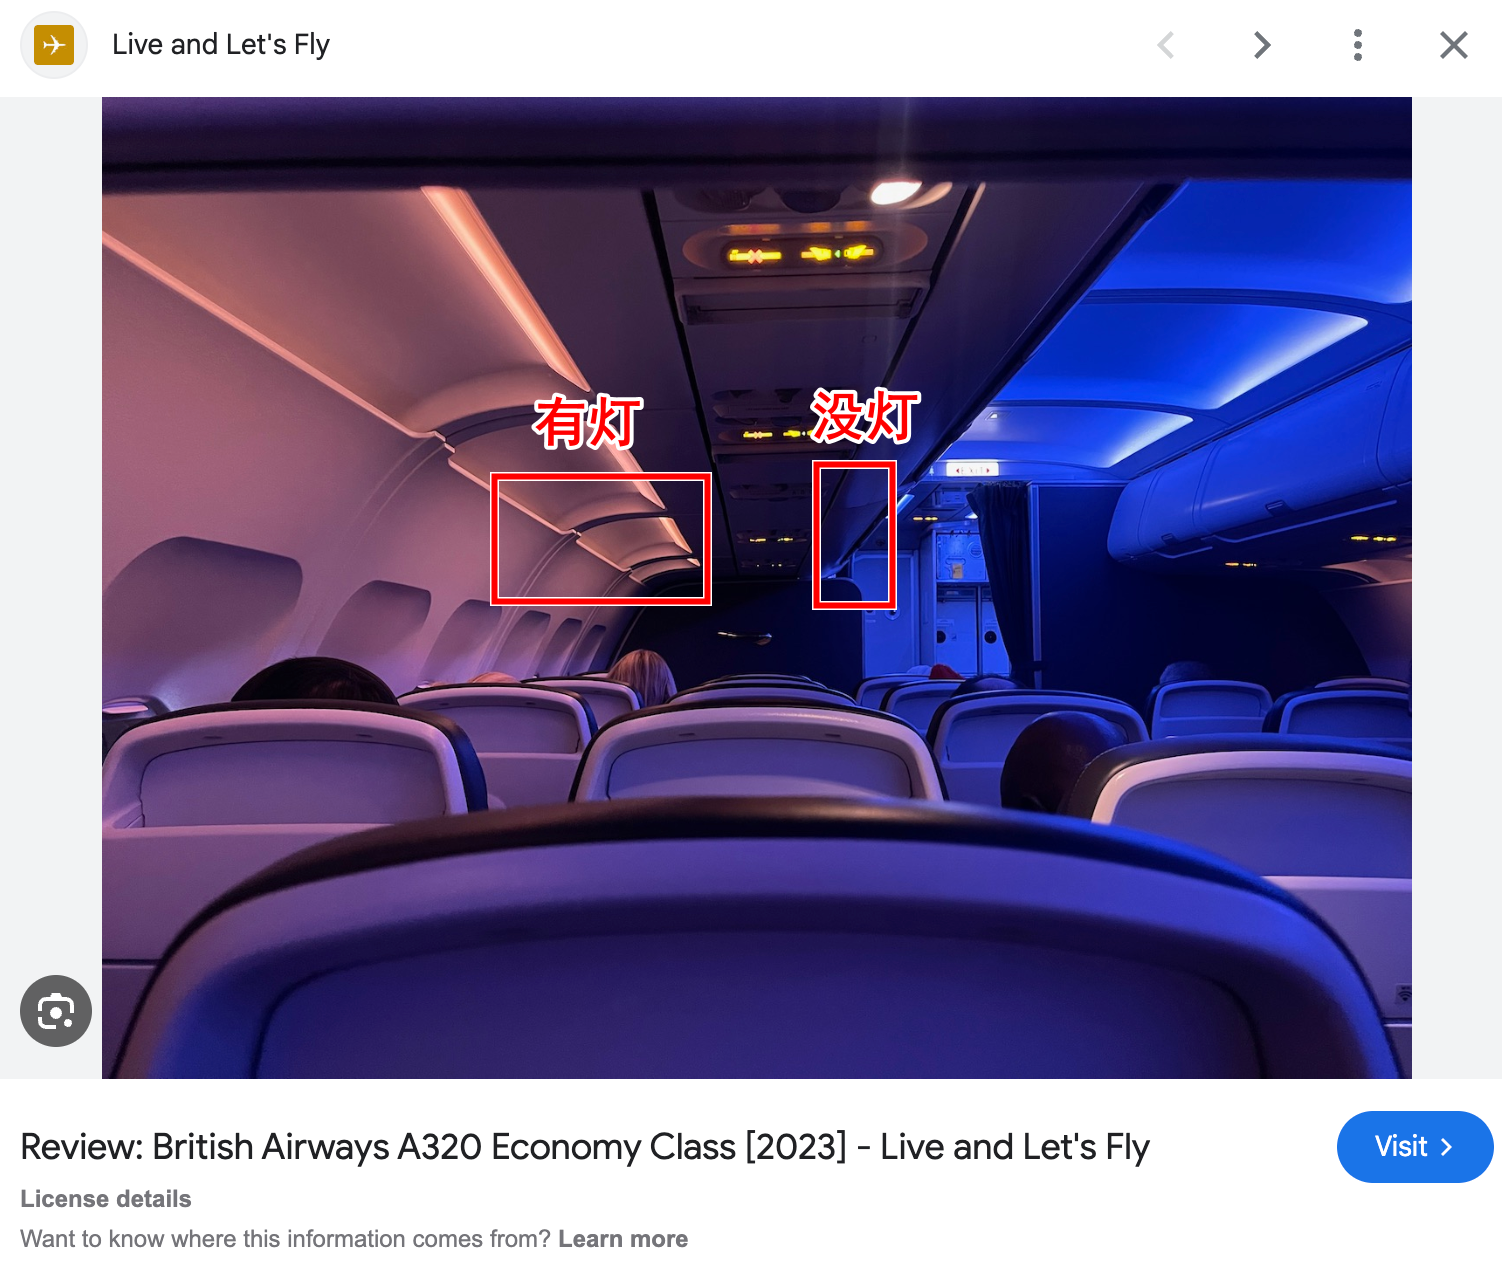 Live and Let's Fly
有灯
没灯
Review: British Airways A320 Economy Class [2023] - Live and Let's Fly
Visit
License details
Want to know where this information comes from? Learn more